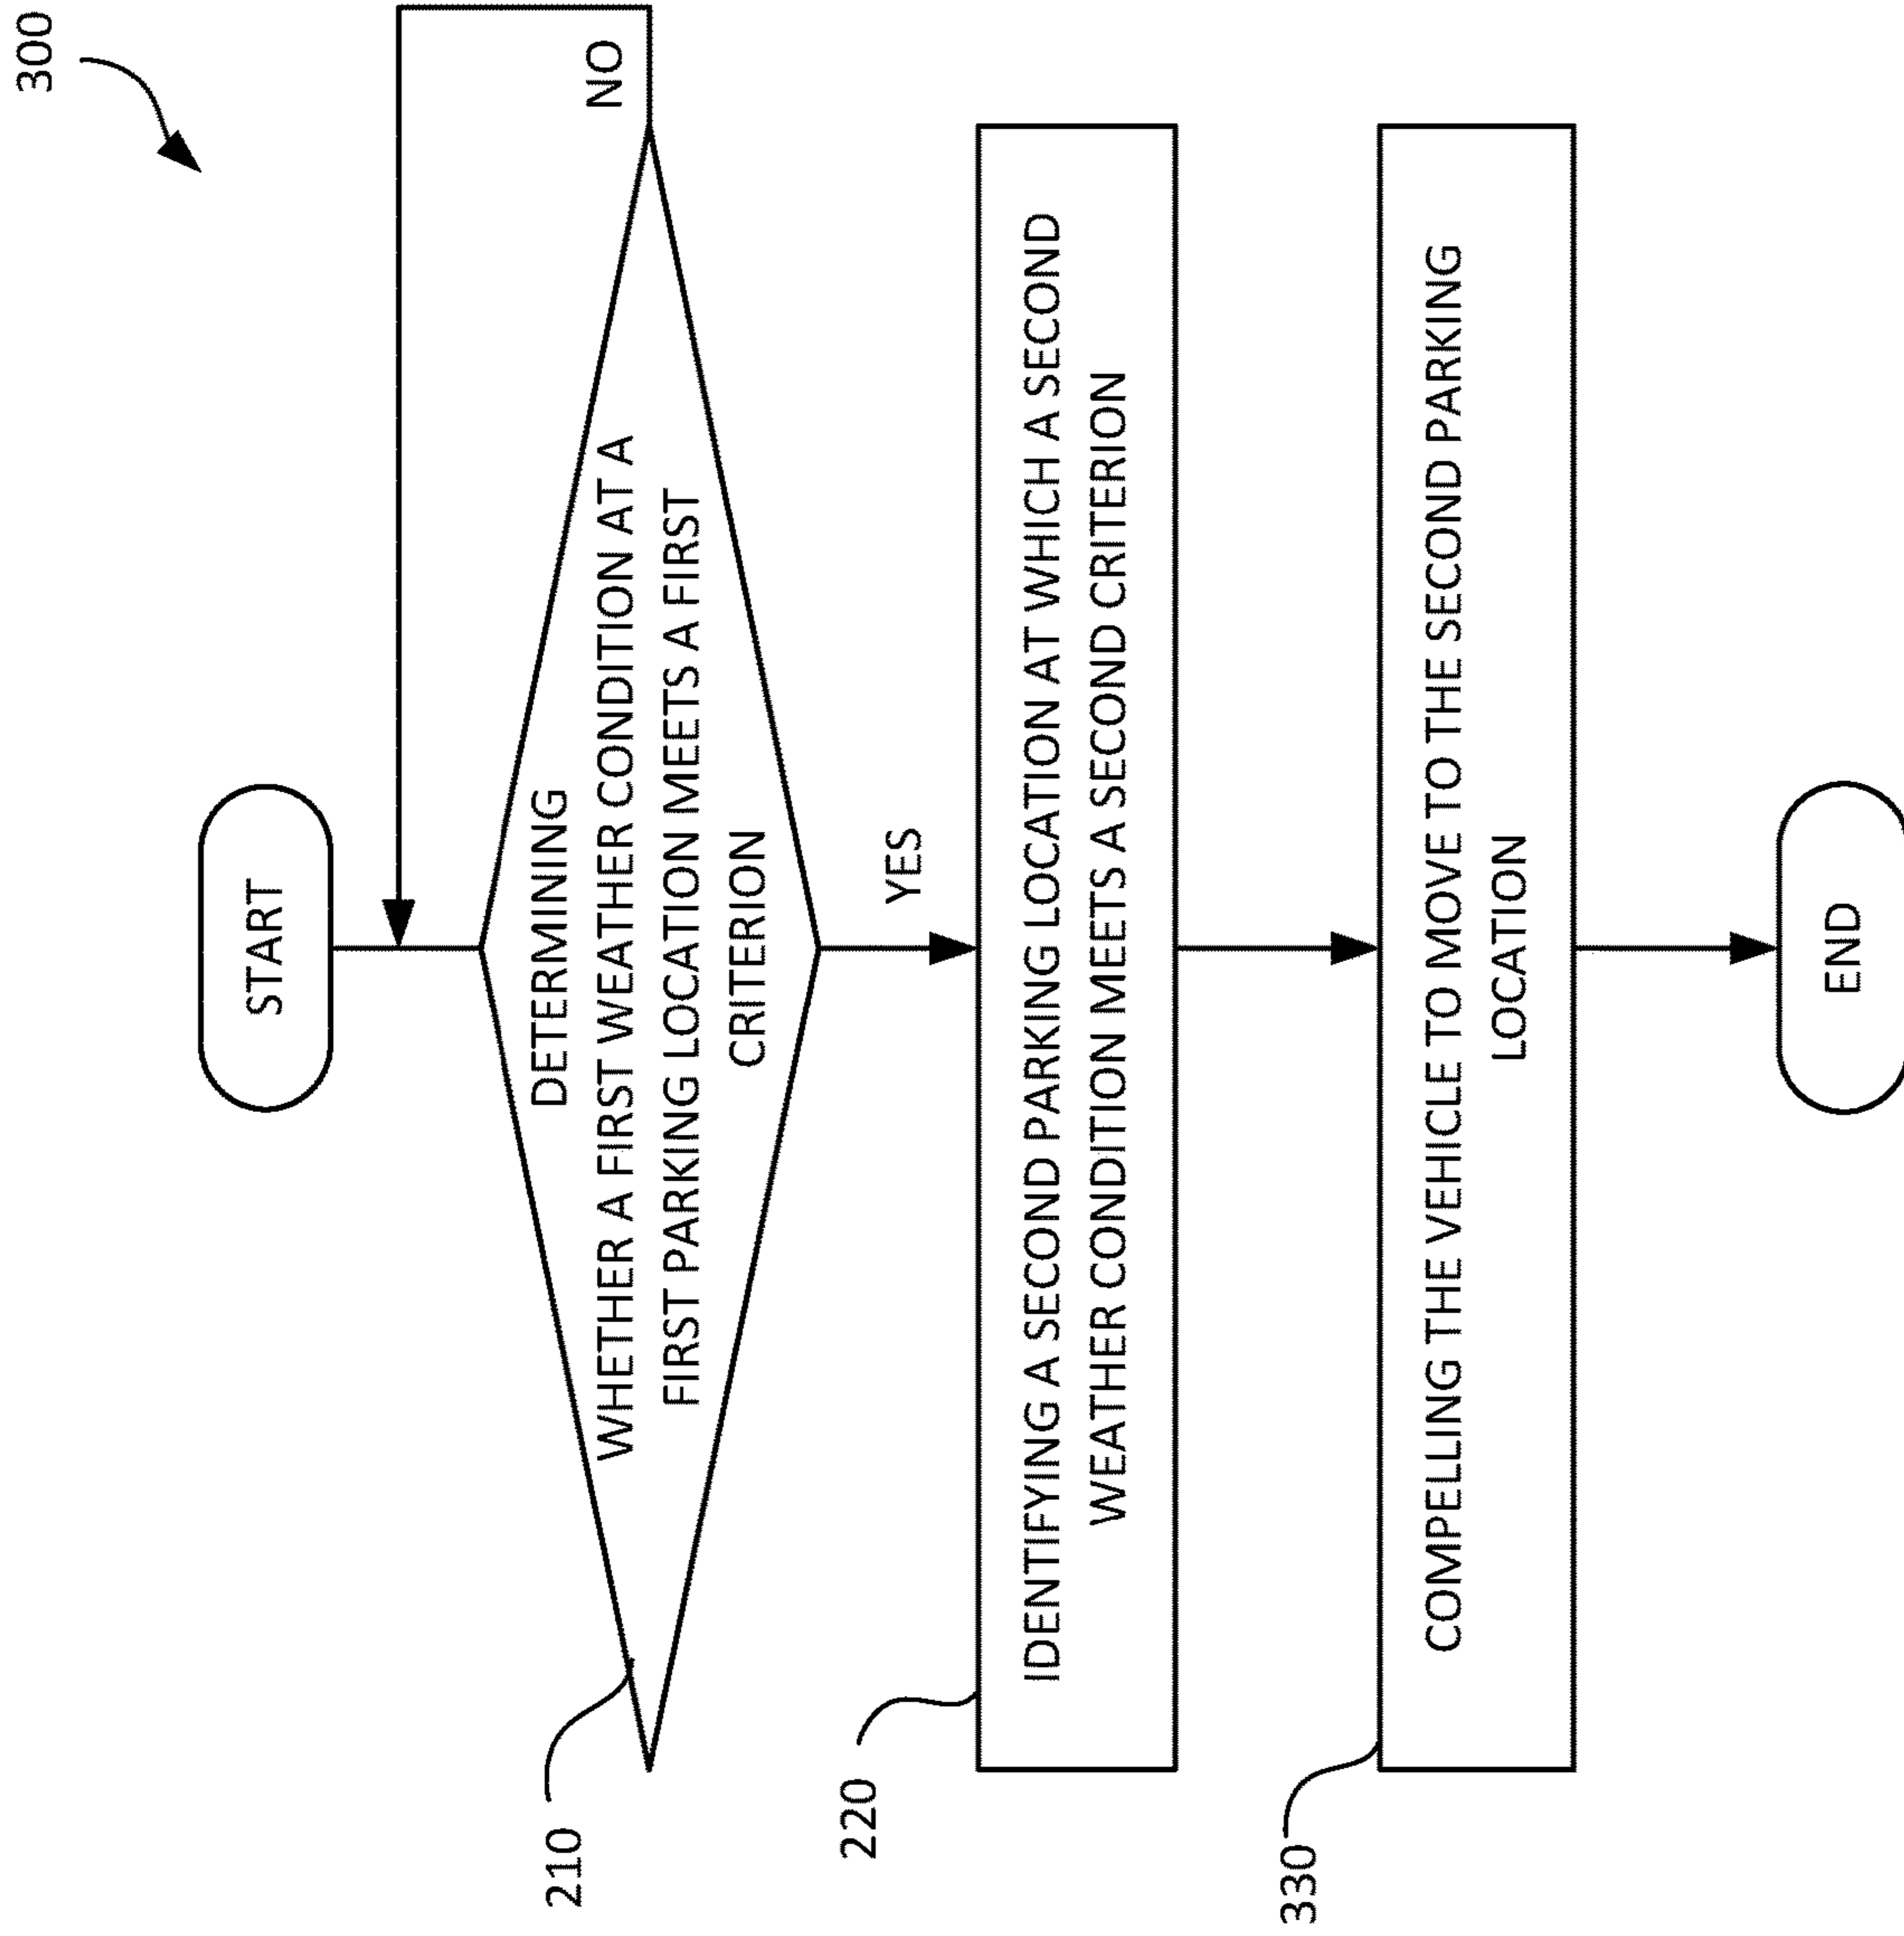 300
START
DETERMINING
WHETHER A FIRST WEATHER CONDITION AT A
FIRST PARKING LOCATION MEETS A FIRST
CRITERION
NO
210
YES
IDENTIFYING A SECOND PARKING LOCATION AT WHICH A SECOND
WEATHER CONDITION MEETS A SECOND CRITERION
220
COMPELLING THE VEHICLE TO MOVE TO THE SECOND PARKING
LOCATION
330
END